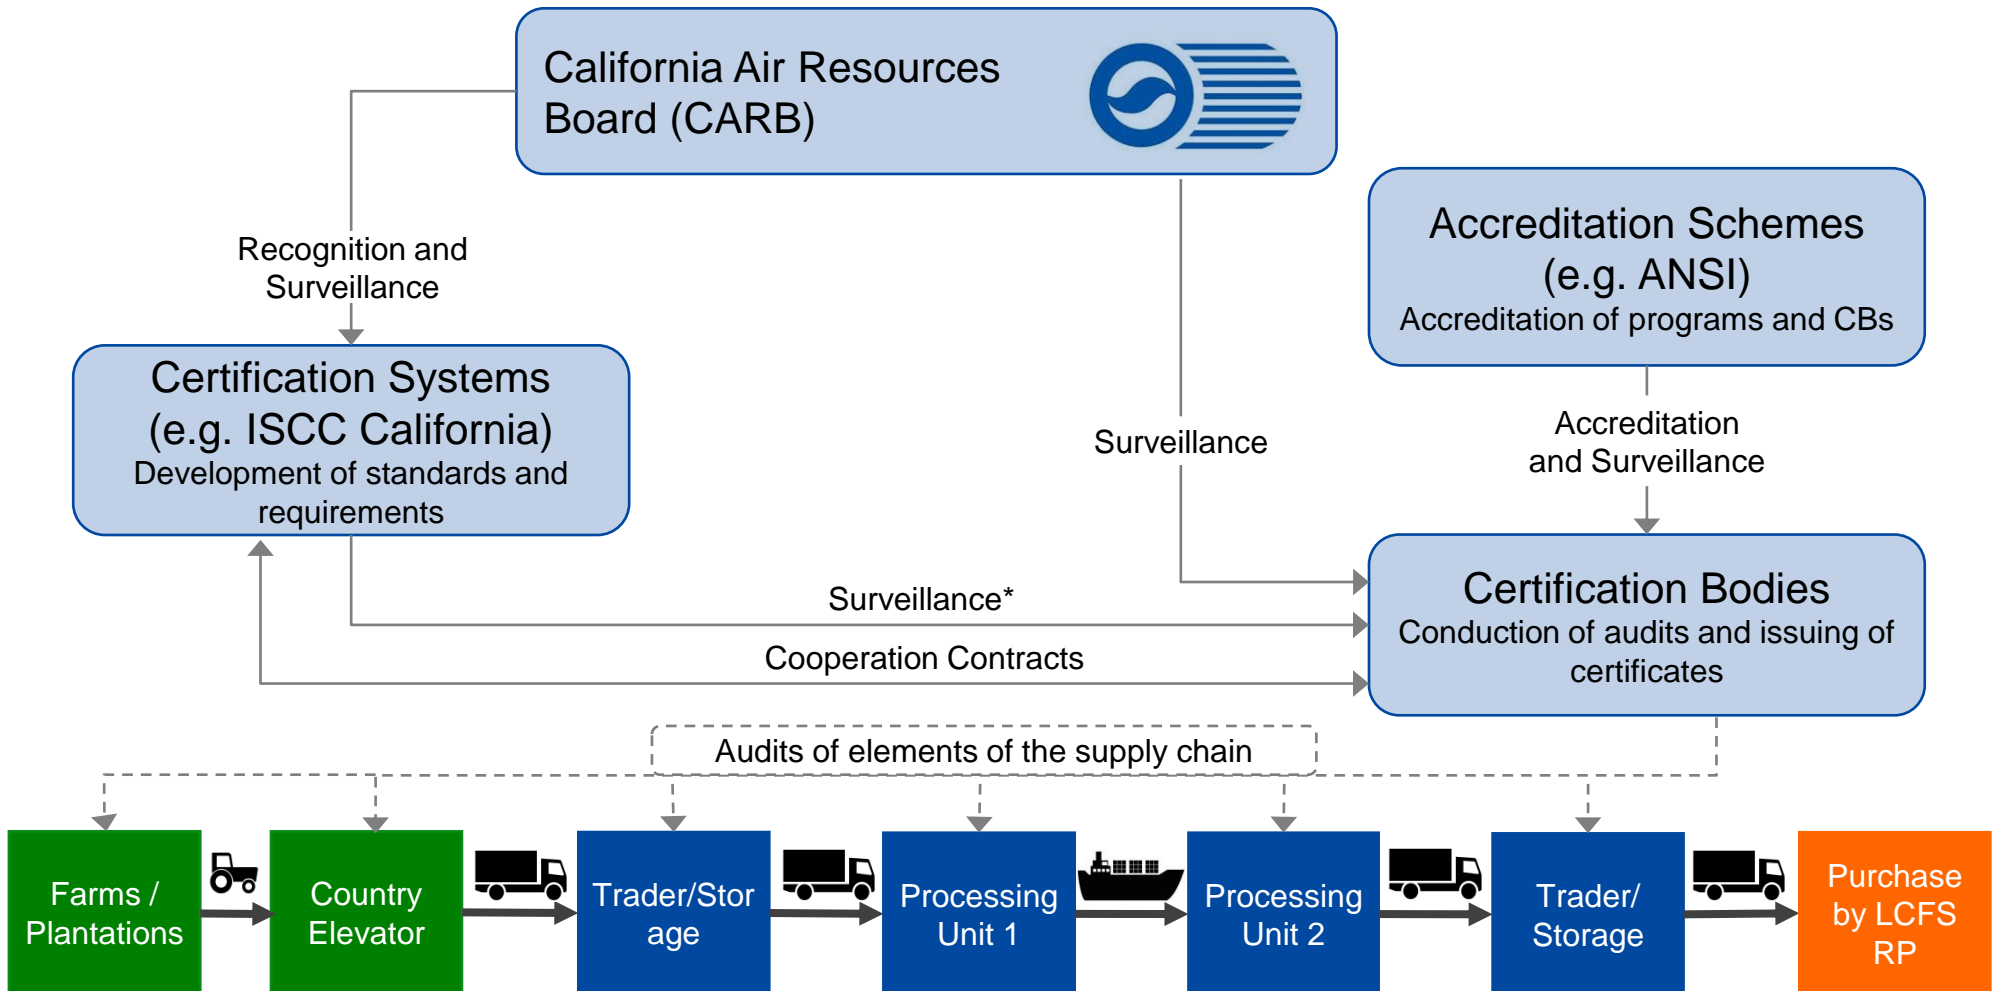 California Air Resources
Board (CARB)
Accreditation Schemes
(e.g. ANSI)
Accreditation of programs and CBs
Recognition and
Surveillance
Certification Systems
(e.g. ISCC California)
Development of standards and
requirements
Surveillance
Accreditation
and Surveillance
Surveillance*
Cooperation Contracts
Certification Bodies
Conduction of audits and issuing of
certificates
Audits of elements of the supply chain
Farms /
Plantations
Country
Elevator
Trader/Stor
age
Processing
Unit 1
Processing
Unit 2
Trader/
Storage
Purchase
by LCFS
RP